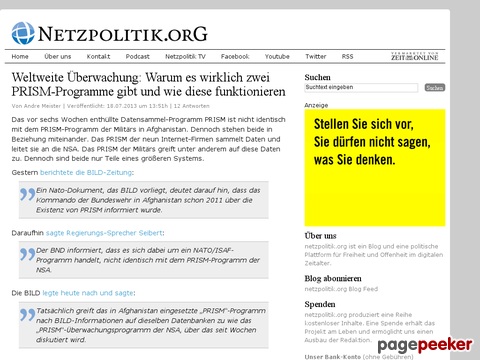 NETZPOLITIK.ORG
Home Über uns Kontakt Podcast Netzpolitik TV Facebook Youtube Twitter RSS
VERMARKTET VON
ZEIT ONLINE
Weltweite Überwachung: Warum es wirklich zwei
PRISM-Programme gibt und wie diese funktionieren
Von Andre Meister | Veröffentlicht: 18.07.2013 um 13:51h | 12 Antworten
Das vor sechs Wochen enthüllte Datensammel-Programm PRISM ist nicht identisch
mit dem PRISM-Programm der Militärs in Afghanistan. Dennoch stehen beide in
Beziehung miteinander. Das PRISM der neun Internet-Firmen sammelt Daten und
leitet sie an die NSA. Das PRISM der Militärs greift unter anderem auf diese Daten
zu. Dennoch sind beide nur Teile eines größeren Systems.
Gestern berichtete die BILD-Zeitung:
Ein Nato-Dokument, das BILD vorliegt, deutet darauf hin, dass das
Kommando der Bundeswehr in Afghanistan schon 2011 über die
Existenz von PRISM informiert wurde.
Daraufhin sagte Regierungs-Sprecher Seibert:
Der BND informiert, dass es sich dabei um ein NATO/ISAF-
Programm handelt, nicht identisch mit dem PRISM-Programm der
NSA.
Die BILD legte heute nach und sagte:
Tatsächlich greift das in Afghanistan eingesetzte „PRISM"-Programm
nach BILD-Informationen auf dieselben Datenbanken zu wie das
„PRISM"-Überwachungsprogramm der NSA, über das seit Wochen
diskutiert wird.
Suchen
Suchtext eingeben Suchen
Anzeige
Stellen Sie sich vor,
Sie dürfen nicht sagen,
was Sie denken.
Über uns
netzpolitik.org ist ein Blog und eine politische
Plattform für Freiheit und Offenheit im digitalen
Zeitalter.
Blog abonnieren
netzpolitik.org Blog Feed
Spenden
netzpolitik.org produziert eine Reihe
kostenloser Inhalte. Eine Spende erhält das
Projekt am Leben und ermöglicht uns einen
Ausbau der Redaktion.
Unser Bank-Konto (ohne Gebühren)
pagepeeker